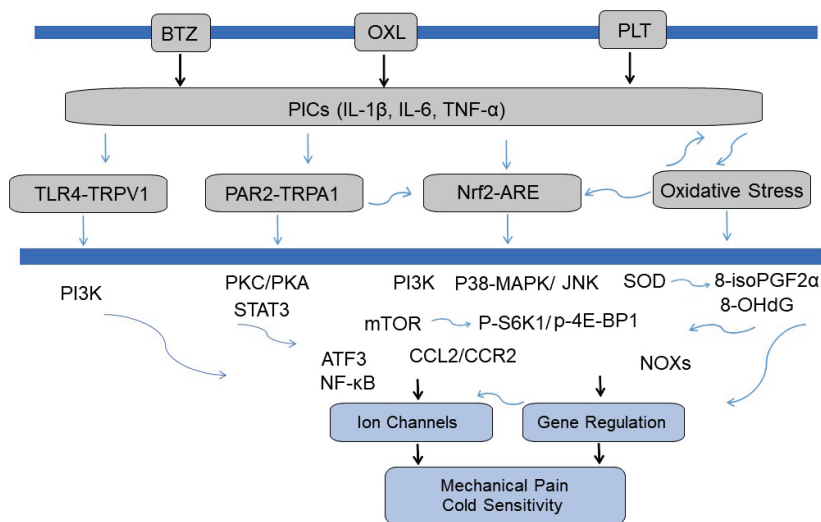 BTZ
OXL
PLT
PICs (IL-1β, IL-6, TNF-α)
TLR4-TRPV1
PAR2-TRPA1
Nrf2-ARE
Oxidative Stress
PI3K
PKC/PKA
STAT3
PI3K
P38-MAPK/ JNK
SOD
8-isoPGF2α
8-OHdG
mTOR
P-S6K1/p-4E-BP1
ATF3
NF-κB
CCL2/CCR2
NOXs
Ion Channels
Gene Regulation
Mechanical Pain
Cold Sensitivity